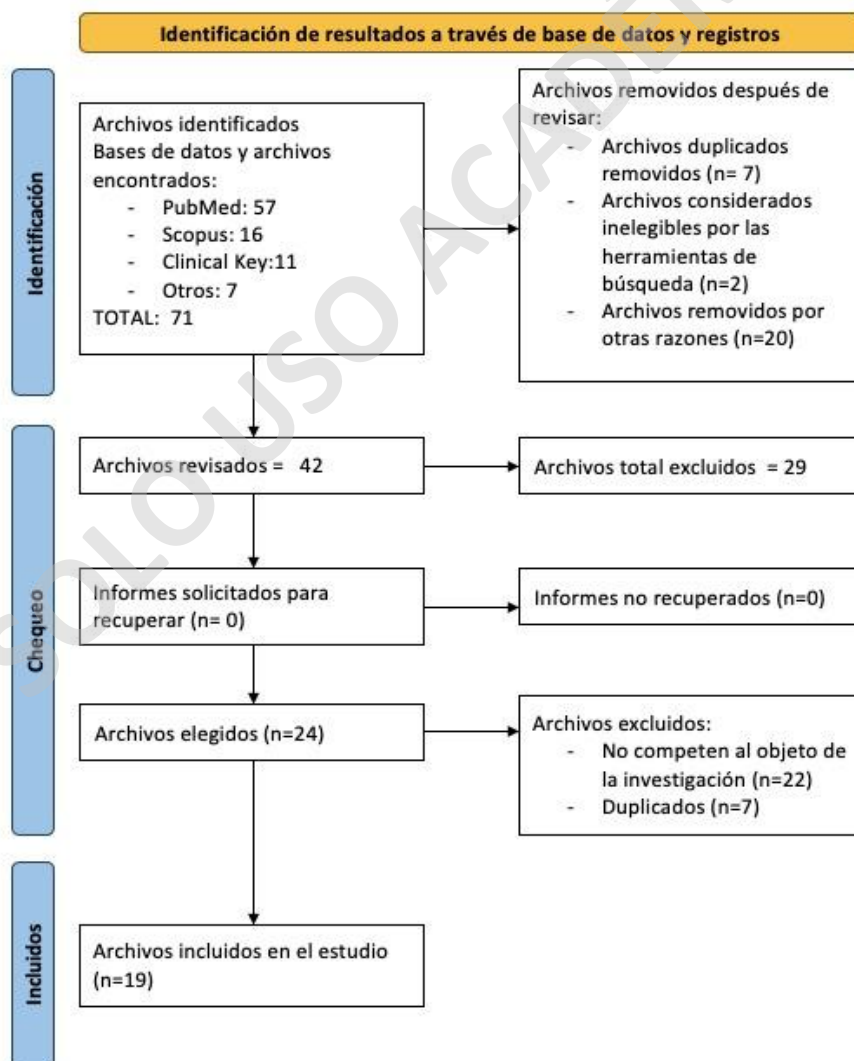 Identificación de resultados a través de base de datos y registros
Identificación
Archivos identificados
Bases de datos y archivos
encontrados:
- PubMed: 57
- Scopus: 16
- Clinical Key:11
- Otros: 7
TOTAL: 71
Archivos removidos después de
revisar:
- Archivos duplicados
removidos (n= 7)
- Archivos considerados
inelegibles por las
herramientas de
búsqueda (n=2)
- Archivos removidos por
otras razones (n=20)
Chequeo
Archivos revisados = 42
Archivos total excluidos = 29
Informes solicitados para
recuperar (n= 0)
Informes no recuperados (n=0)
Archivos elegidos (n=24)
Archivos excluidos:
- No competen al objeto de
la investigación (n=22)
- Duplicados (n=7)
Incluidos
Archivos incluidos en el estudio
(n=19)
SOLO USO ACADÉM